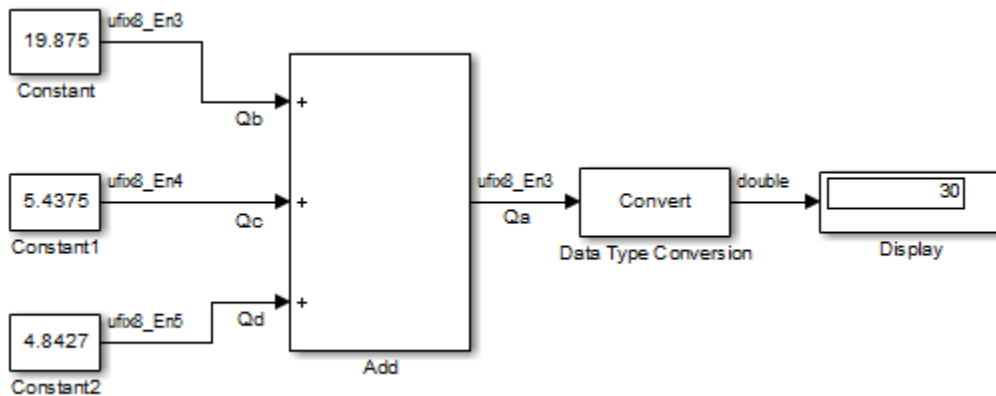 ufix8_En3
19.875
Constant
Qb
+
ufix8_En4
5.4375
Constant1
Qc
+
ufix8_En5
4.8427
Constant2
Qd
+
Add
ufix8_En3
Qa
Convert
Data Type Conversion
double
30
Display